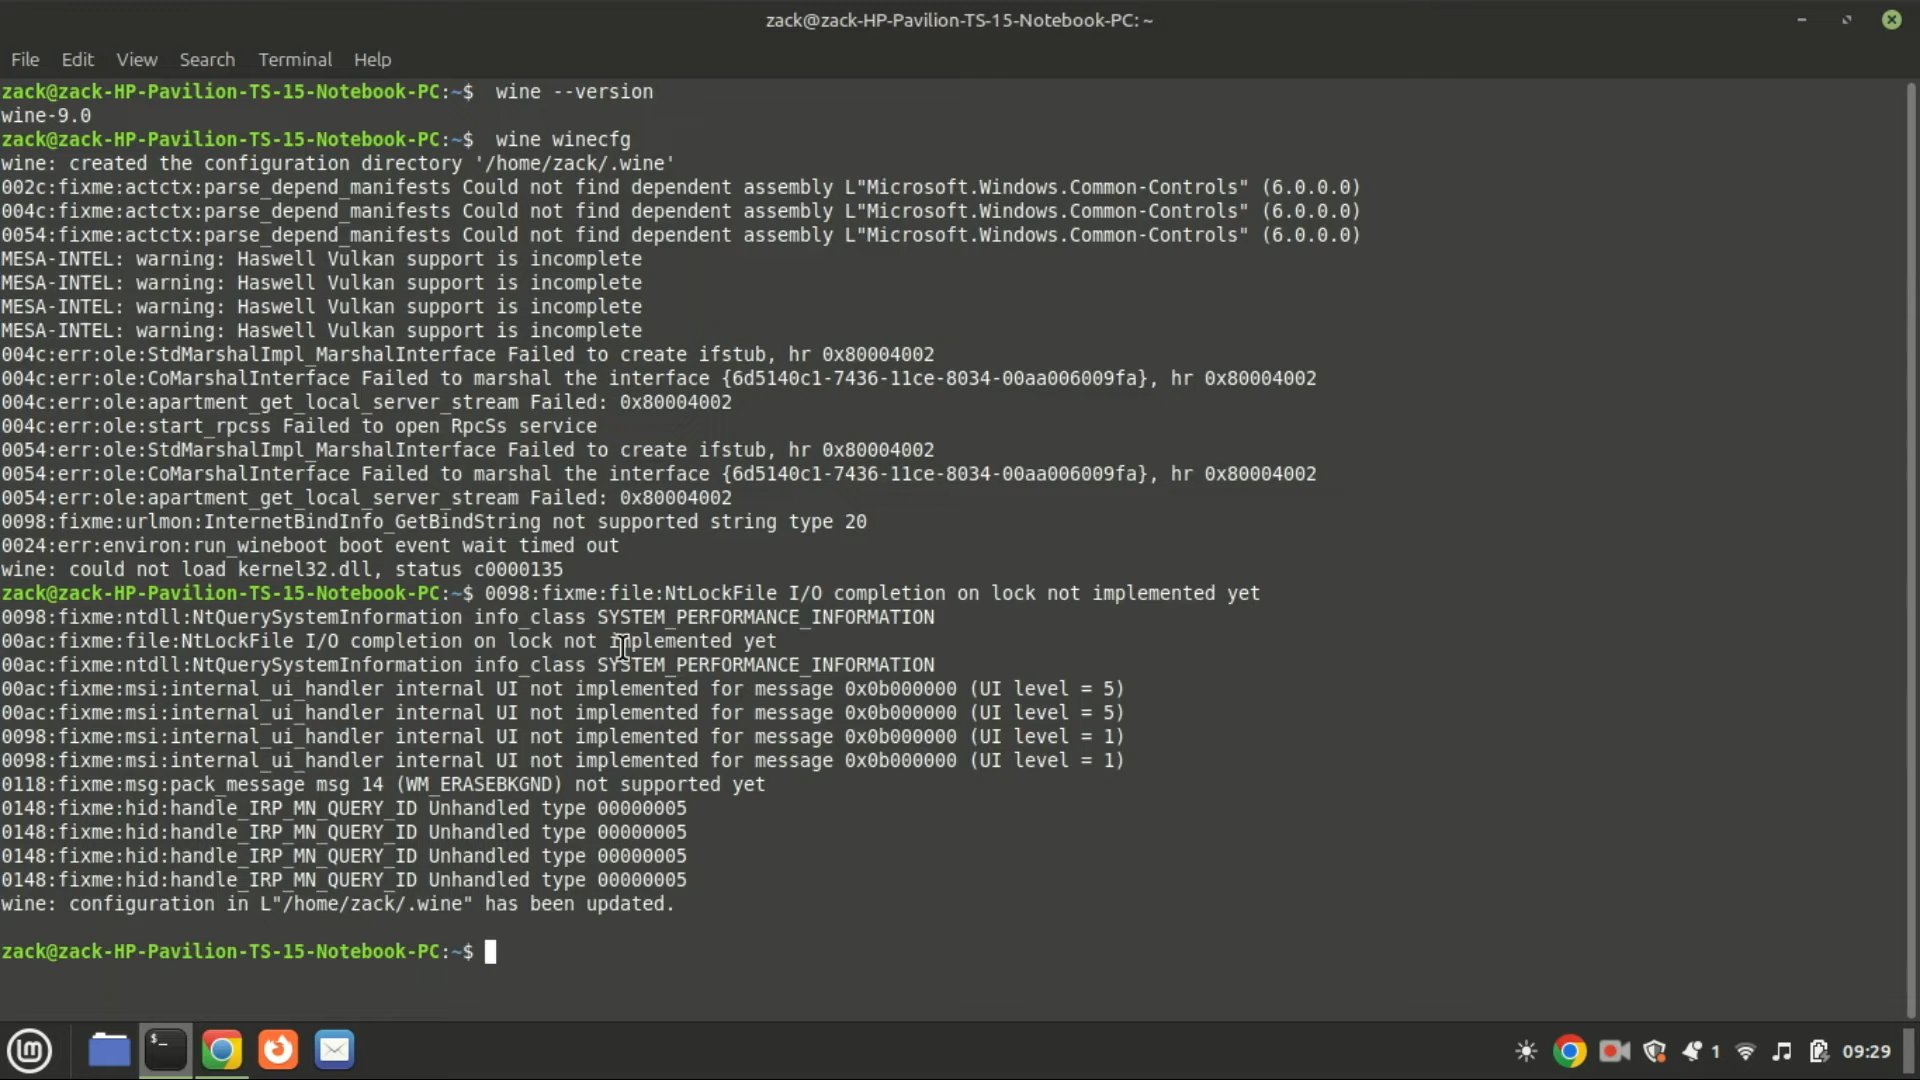 zack@zack-HP-Pavilion-TS-15-Notebook-PC: ~
File Edit View Search Terminal Help
zack@zack-HP-Pavilion-TS-15-Notebook-PC:~$  wine --version
wine-9.0
zack@zack-HP-Pavilion-TS-15-Notebook-PC:~$  wine winecfg
wine: created the configuration directory '/home/zack/.wine'
002c:fixme:actctx:parse_depend_manifests Could not find dependent assembly L"Microsoft.Windows.Common-Controls" (6.0.0.0)
004c:fixme:actctx:parse_depend_manifests Could not find dependent assembly L"Microsoft.Windows.Common-Controls" (6.0.0.0)
0054:fixme:actctx:parse_depend_manifests Could not find dependent assembly L"Microsoft.Windows.Common-Controls" (6.0.0.0)
MESA-INTEL: warning: Haswell Vulkan support is incomplete
MESA-INTEL: warning: Haswell Vulkan support is incomplete
MESA-INTEL: warning: Haswell Vulkan support is incomplete
MESA-INTEL: warning: Haswell Vulkan support is incomplete
004c:err:ole:StdMarshalImpl_MarshalInterface Failed to create ifstub, hr 0x80004002
004c:err:ole:CoMarshalInterface Failed to marshal the interface {6d5140c1-7436-11ce-8034-00aa006009fa}, hr 0x80004002
004c:err:ole:apartment_get_local_server_stream Failed: 0x80004002
004c:err:ole:start_rpcss Failed to open RpcSs service
0054:err:ole:StdMarshalImpl_MarshalInterface Failed to create ifstub, hr 0x80004002
0054:err:ole:CoMarshalInterface Failed to marshal the interface {6d5140c1-7436-11ce-8034-00aa006009fa}, hr 0x80004002
0054:err:ole:apartment_get_local_server_stream Failed: 0x80004002
0098:fixme:urlmon:InternetBindInfo_GetBindString not supported string type 20
0024:err:environ:run_wineboot boot event wait timed out
wine: could not load kernel32.dll, status c0000135
zack@zack-HP-Pavilion-TS-15-Notebook-PC:~$ 0098:fixme:file:NtLockFile I/O completion on lock not implemented yet
0098:fixme:ntdll:NtQuerySystemInformation info_class SYSTEM_PERFORMANCE_INFORMATION
00ac:fixme:file:NtLockFile I/O completion on lock not implemented yet
00ac:fixme:ntdll:NtQuerySystemInformation info_class SYSTEM_PERFORMANCE_INFORMATION
00ac:fixme:msi:internal_ui_handler internal UI not implemented for message 0x0b000000 (UI level = 5)
00ac:fixme:msi:internal_ui_handler internal UI not implemented for message 0x0b000000 (UI level = 5)
0098:fixme:msi:internal_ui_handler internal UI not implemented for message 0x0b000000 (UI level = 1)
0098:fixme:msi:internal_ui_handler internal UI not implemented for message 0x0b000000 (UI level = 1)
0118:fixme:msg:pack_message msg 14 (WM_ERASEBKGND) not supported yet
0148:fixme:hid:handle_IRP_MN_QUERY_ID Unhandled type 00000005
0148:fixme:hid:handle_IRP_MN_QUERY_ID Unhandled type 00000005
0148:fixme:hid:handle_IRP_MN_QUERY_ID Unhandled type 00000005
0148:fixme:hid:handle_IRP_MN_QUERY_ID Unhandled type 00000005
wine: configuration in L"/home/zack/.wine" has been updated.
zack@zack-HP-Pavilion-TS-15-Notebook-PC:~$
1 09:29